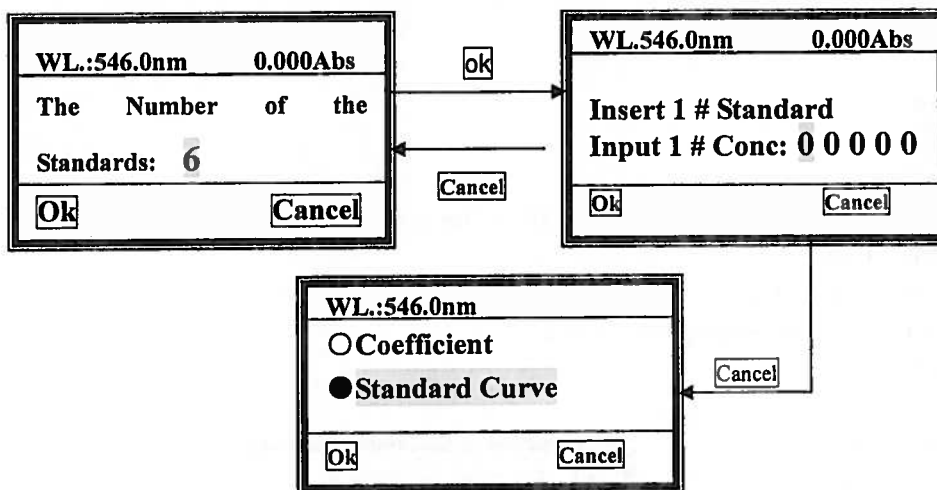 WL.:546.0nm 0.000Abs
The Number of the
Standards: 6
Ok Cancel
ok
Cancel
WL.546.0nm 0.000Abs
Insert 1 # Standard
Input 1 # Conc: 0 0 0 0 0
Ok Cancel
Cancel
WL.:546.0nm
Coefficient
Standard Curve
Ok Cancel